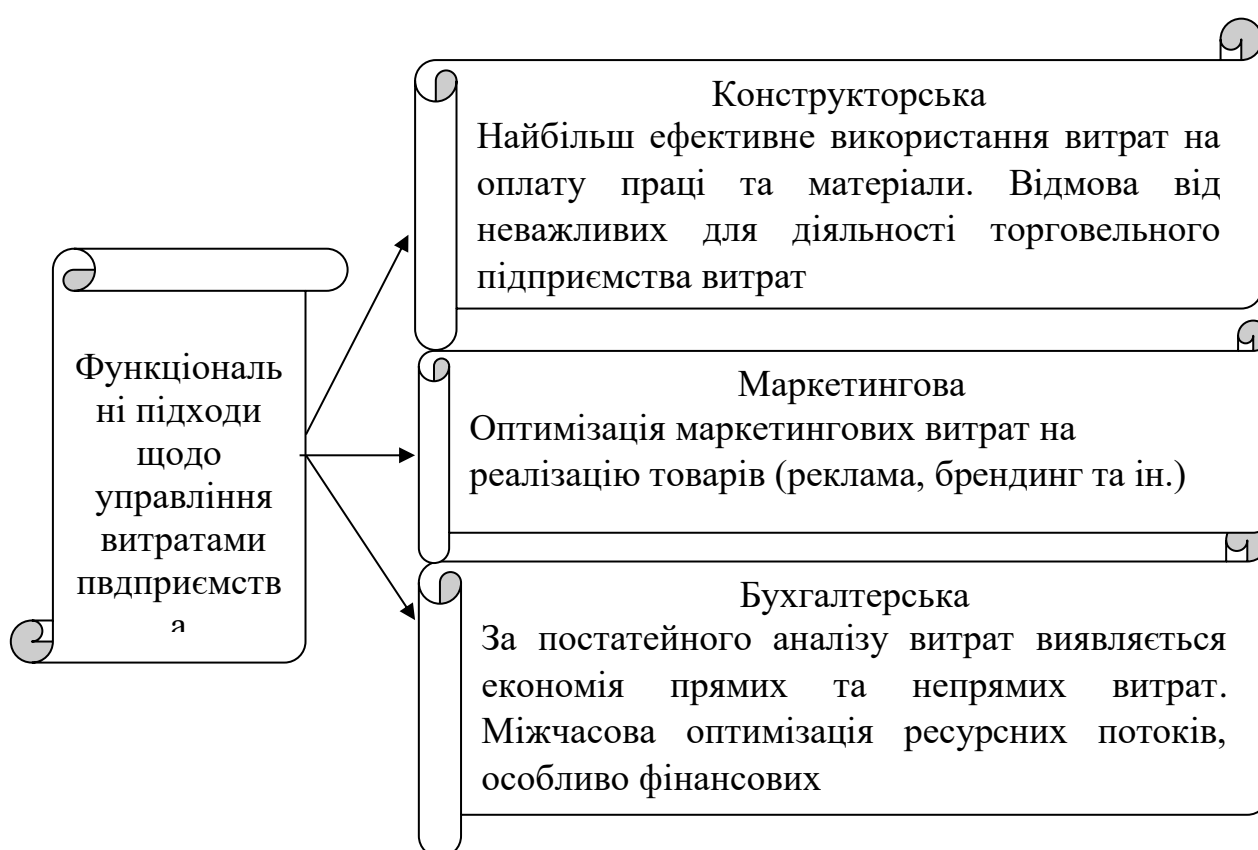 Функціональ
ні підходи
щодо
управління
витратами
пвдприємств
а
Конструкторська
Найбільш ефективне використання витрат на
оплату праці та матеріали. Відмова від
неважливих для діяльності торговельного
підприємства витрат
Маркетингова
Оптимізація маркетингових витрат на
реалізацію товарів (реклама, брендинг та ін.)
Бухгалтерська
За постатейного аналізу витрат виявляється
економія прямих та непрямих витрат.
Міжчасова оптимізація ресурсних потоків,
особливо фінансових